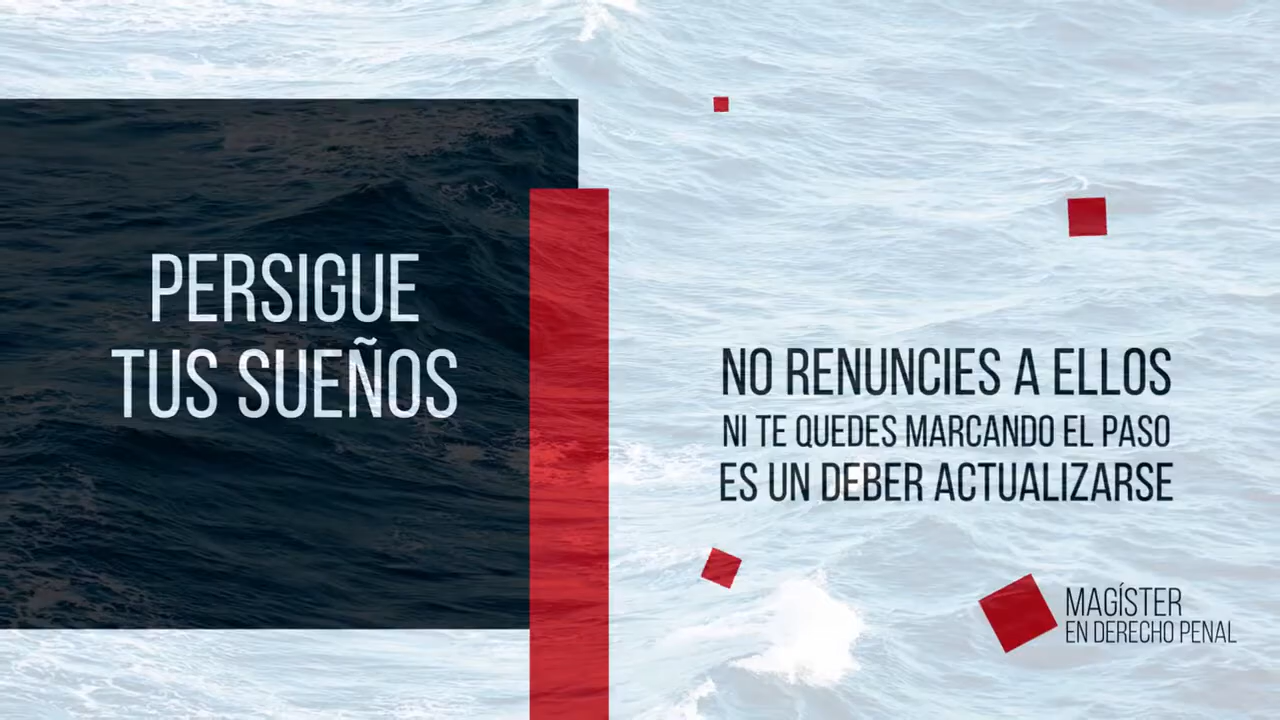 PERSIGUE
TUS SUEÑOS
NO RENUNCIES A ELLOS
NI TE QUEDES MARCANDO EL PASO
ES UN DEBER ACTUALIZARSE
MAGÍSTER
EN DERECHO PENAL